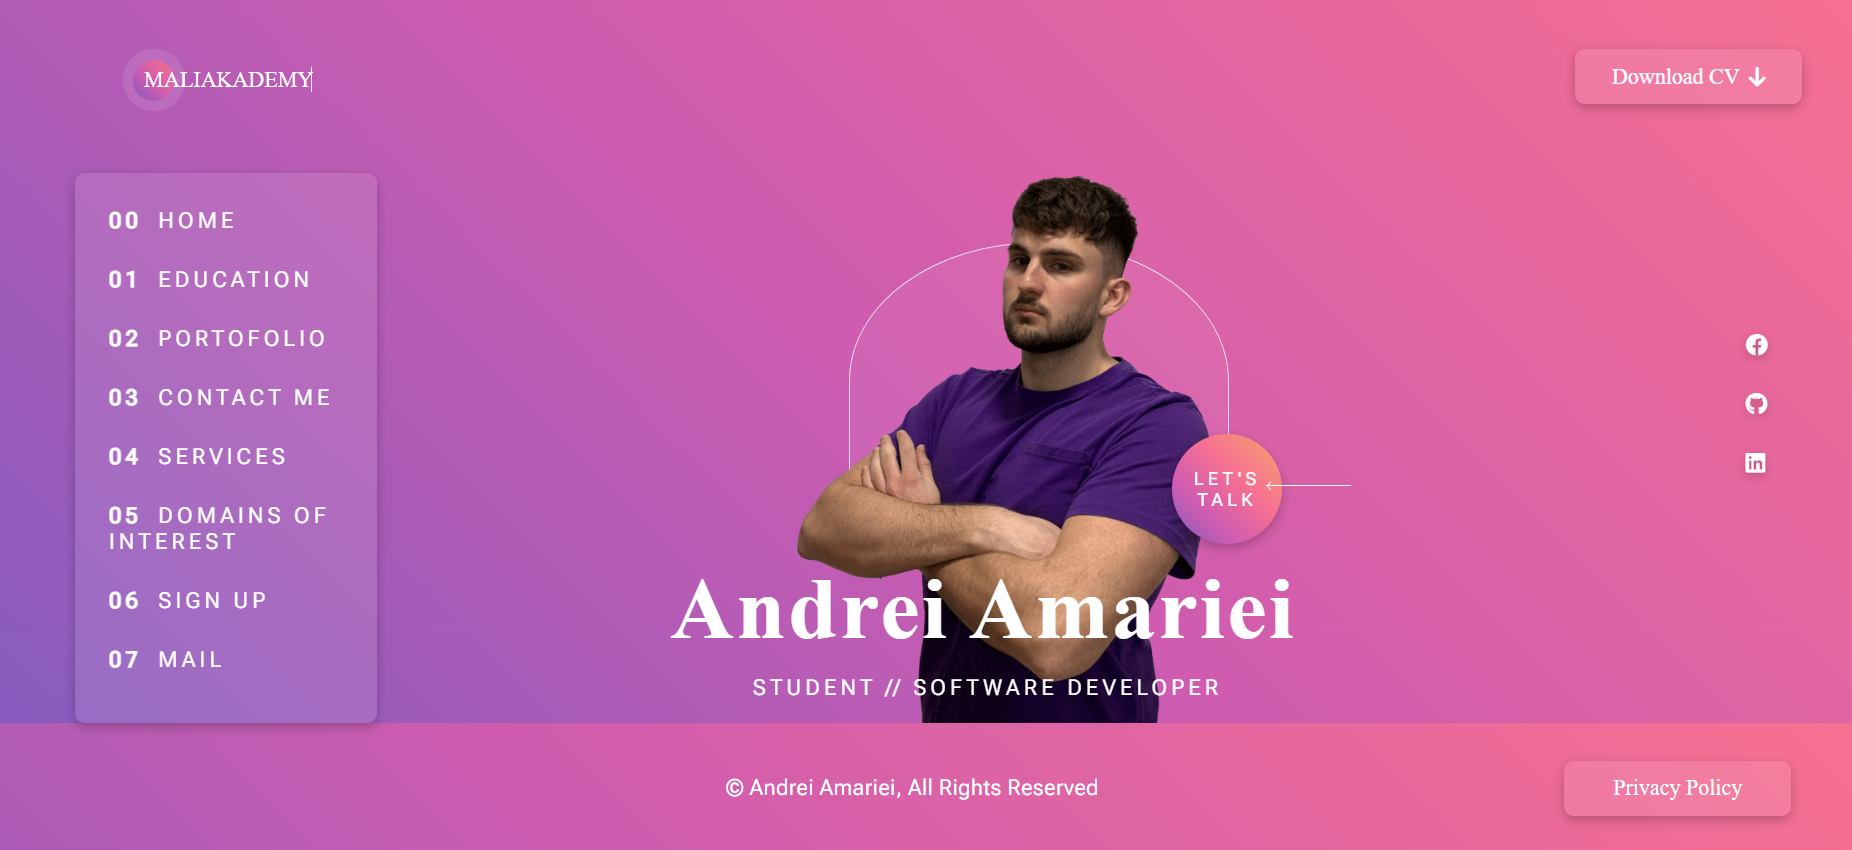 MALIAKADEMY
Download CV
00 HOME
01 EDUCATION
02 PORTOFOLIO
03 CONTACT ME
04 SERVICES
05 DOMAINS OF
INTEREST
06 SIGN UP
07 MAIL
LET'S
TALK
Andrei Amariei
STUDENT // SOFTWARE DEVELOPER
© Andrei Amariei, All Rights Reserved
Privacy Policy